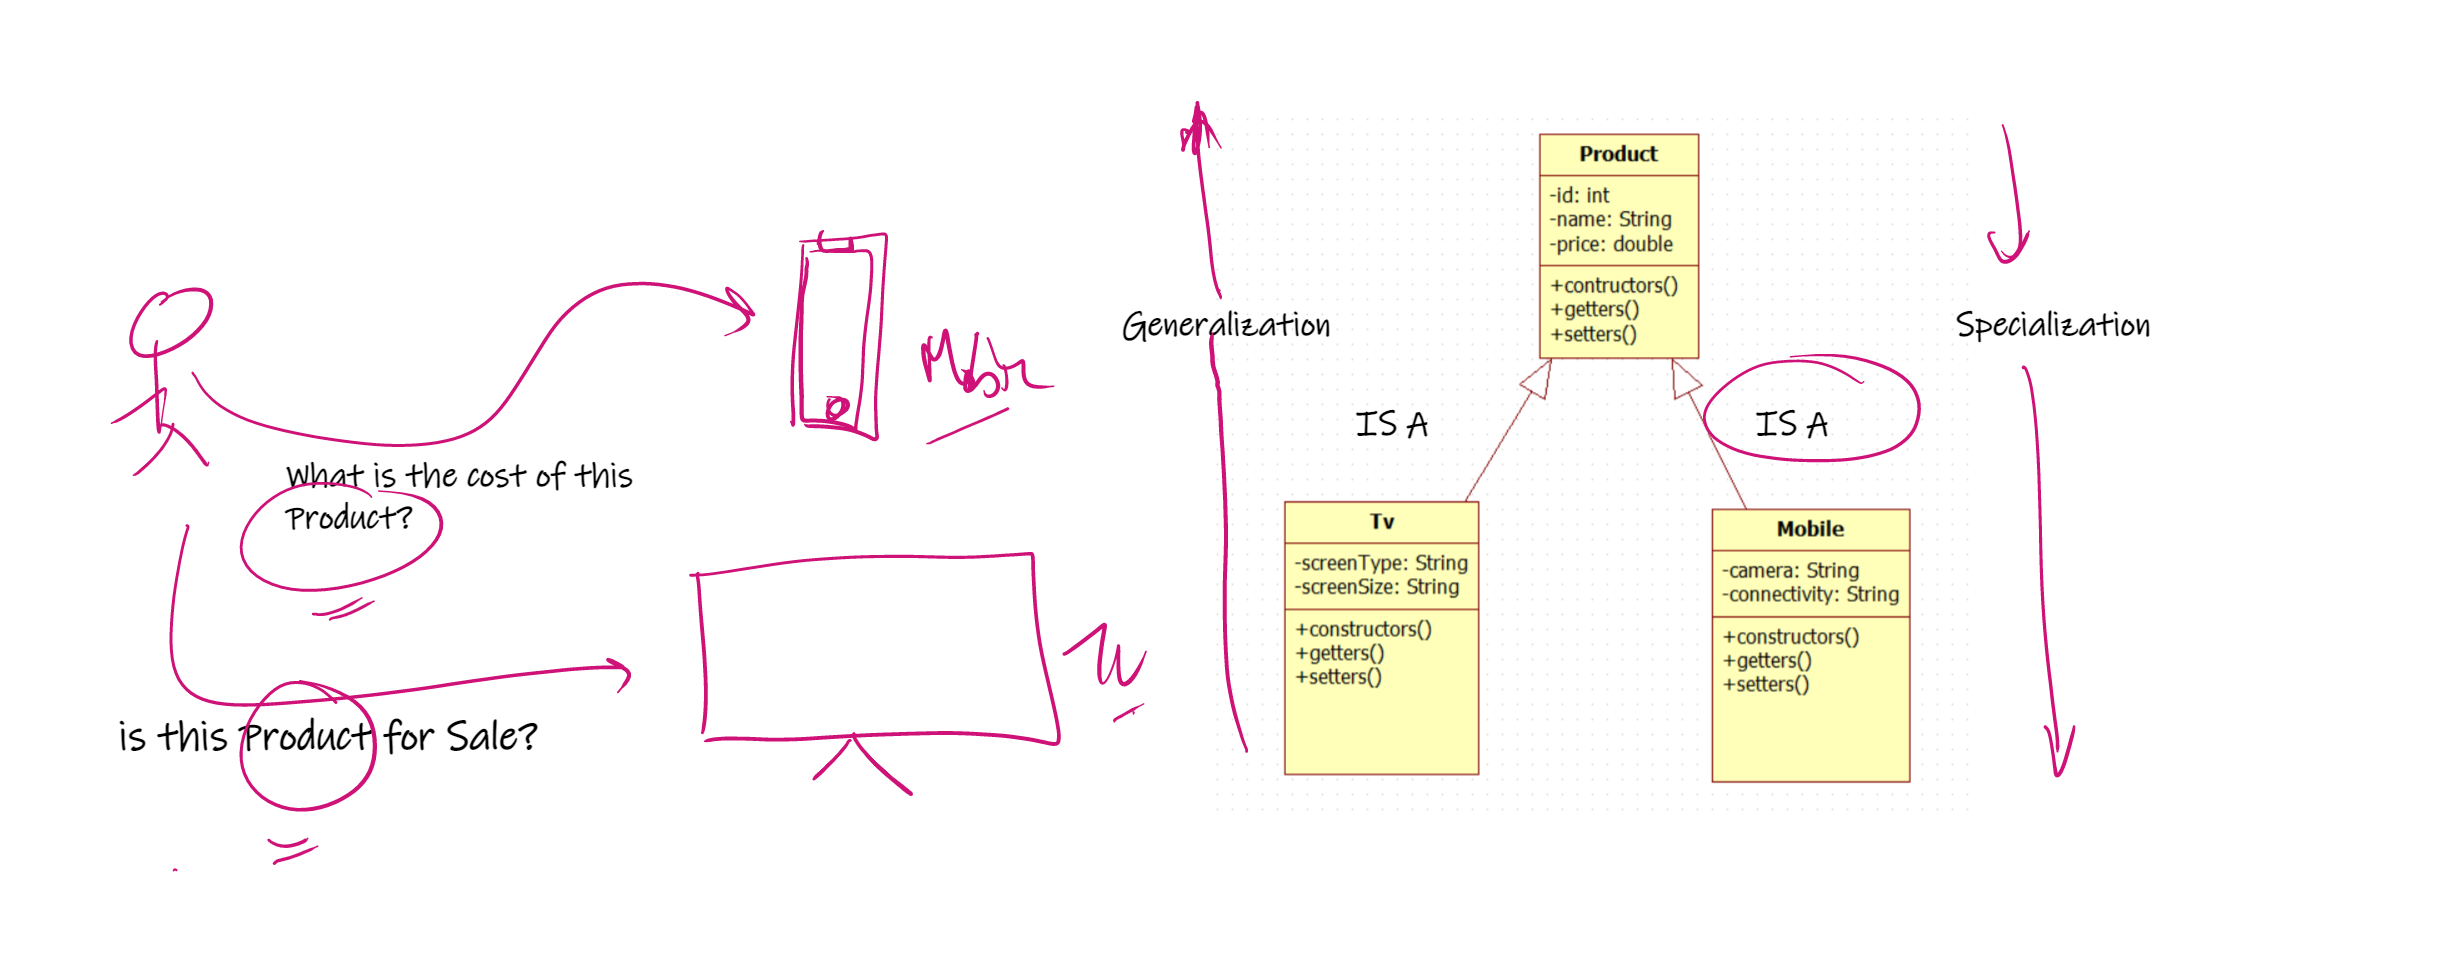 What is the cost of this
Product?
is this Product for Sale?
Generalization
Product
-id: int
-name: String
-price: double
+contructors()
+getters()
+setters()
IS A
IS A
Tv
-screenType: String
-screenSize: String
+constructors()
+getters()
+setters()
Mobile
-camera: String
-connectivity: String
+constructors()
+getters()
+setters()
Specialization